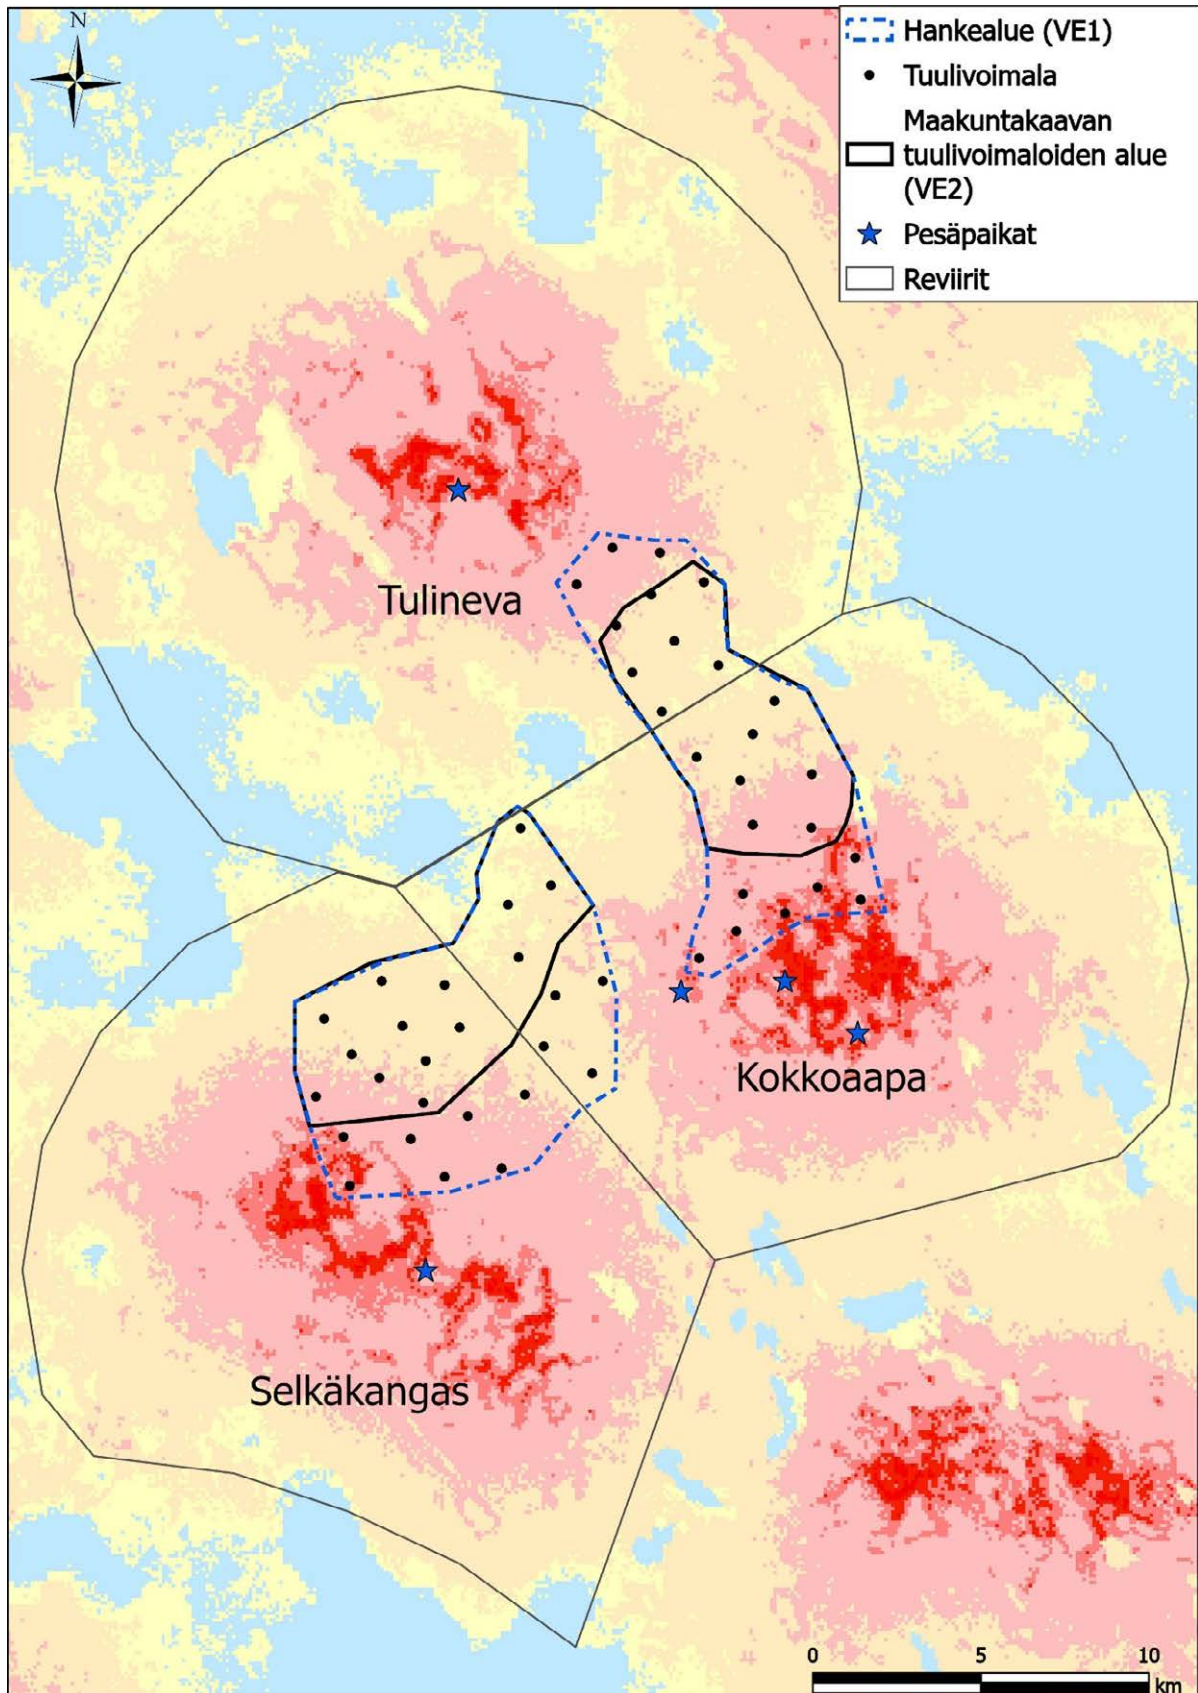 N
Hankealue (VE1)
Tuulivoimala
Maakuntakaavan
tuulivoimaloiden alue
(VE2)
Pesäpaikat
Reviirit
Tulineva
Kokkoaapa
Selkäkangas
0 5 10
km